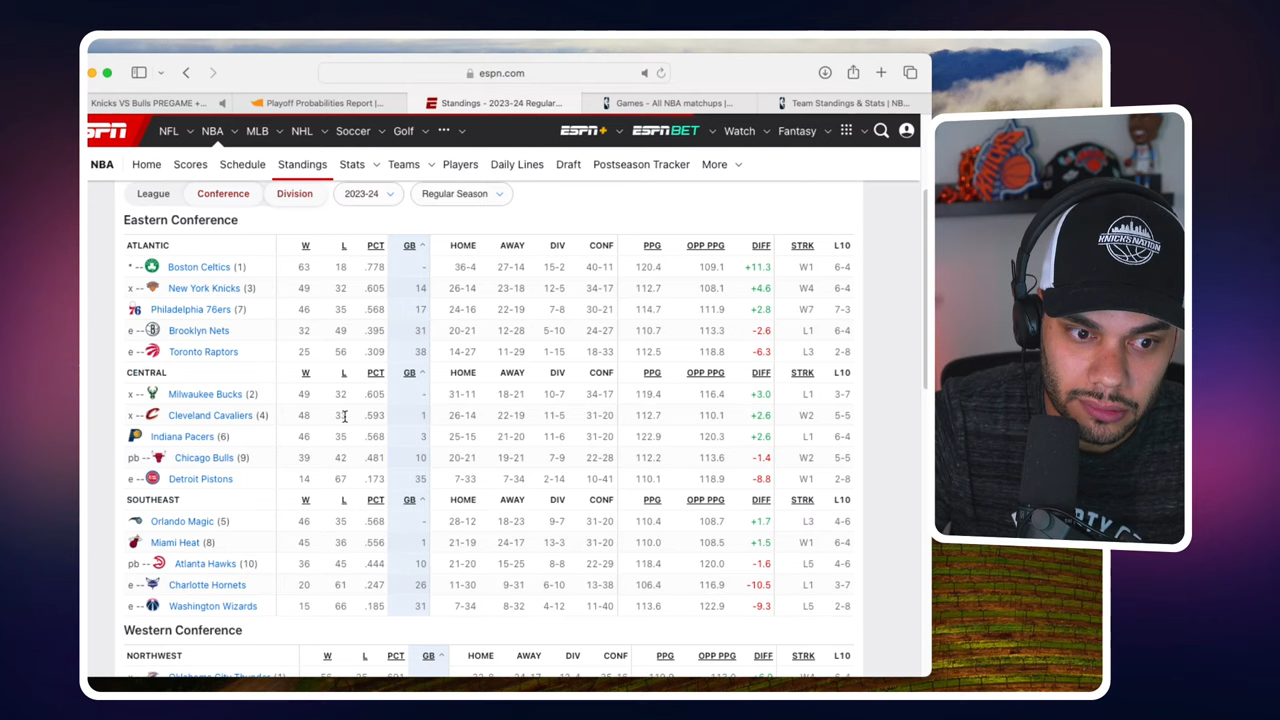 espn.com
Knicks VS Bulls PREGAME +... Playoff Probabilities Report |... Standings - 2023-24 Regular... Games - All NBA matchups |... Team Standings & Stats | NB...
NFL NBA MLB NHL Soccer Golf ESPN+ ESPN BET Watch Fantasy
NBA Home Scores Schedule Standings Stats Teams Players Daily Lines Draft Postseason Tracker More
League Conference Division 2023-24 Regular Season
Eastern Conference
ATLANTIC W L PCT GB HOME AWAY DIV CONF PPG OPP PPG DIFF STRK L10
* -- Boston Celtics (1) 63 18 .778 - 36-4 27-14 15-2 40-11 120.4 109.1 +11.3 W1 6-4
x -- New York Knicks (3) 49 32 .605 14 26-14 23-18 12-5 34-17 112.7 108.1 +4.6 W4 6-4
76 Philadelphia 76ers (7) 46 35 .568 17 24-16 22-19 7-8 30-21 114.7 111.9 +2.8 W7 7-3
e -- Brooklyn Nets 32 49 .395 31 20-21 12-28 5-10 24-27 110.7 113.3 -2.6 L1 6-4
e -- Toronto Raptors 25 56 .309 38 14-27 11-29 1-15 18-33 112.5 118.8 -6.3 L3 2-8
CENTRAL W L PCT GB HOME AWAY DIV CONF PPG OPP PPG DIFF STRK L10
x -- Milwaukee Bucks (2) 49 32 .605 - 31-11 18-21 10-7 34-17 119.4 116.4 +3.0 L1 3-7
x -- Cleveland Cavaliers (4) 48 33 .593 1 26-14 22-19 11-5 31-20 112.7 110.1 +2.6 W2 5-5
Indiana Pacers (6) 46 35 .568 3 25-15 21-20 11-6 31-20 122.9 120.3 +2.6 L1 6-4
pb -- Chicago Bulls (9) 39 42 .481 10 20-21 19-21 7-9 22-28 112.2 113.6 -1.4 W2 5-5
e -- Detroit Pistons 14 67 .173 35 7-33 7-34 2-14 10-41 110.1 118.9 -8.8 W1 2-8
SOUTHEAST W L PCT GB HOME AWAY DIV CONF PPG OPP PPG DIFF STRK L10
Orlando Magic (5) 46 35 .568 - 28-12 18-23 9-7 31-20 110.4 108.7 +1.7 L3 4-6
Miami Heat (8) 45 36 .556 1 21-19 24-17 13-3 31-20 110.0 108.5 +1.5 W1 6-4
pb -- Atlanta Hawks (10) 36 45 .444 10 21-20 15-25 8-8 22-29 118.4 120.0 -1.6 L5 4-6
e -- Charlotte Hornets 20 61 .247 26 11-30 9-31 6-10 13-38 106.4 116.9 -10.5 L1 3-7
e -- Washington Wizards 15 66 .185 31 7-34 8-32 4-12 11-40 113.6 122.9 -9.3 L5 2-8
Western Conference
NORTHWEST W L PCT GB HOME AWAY DIV CONF PPG OPP PPG DIFF STRK L10
KNICKSNATION